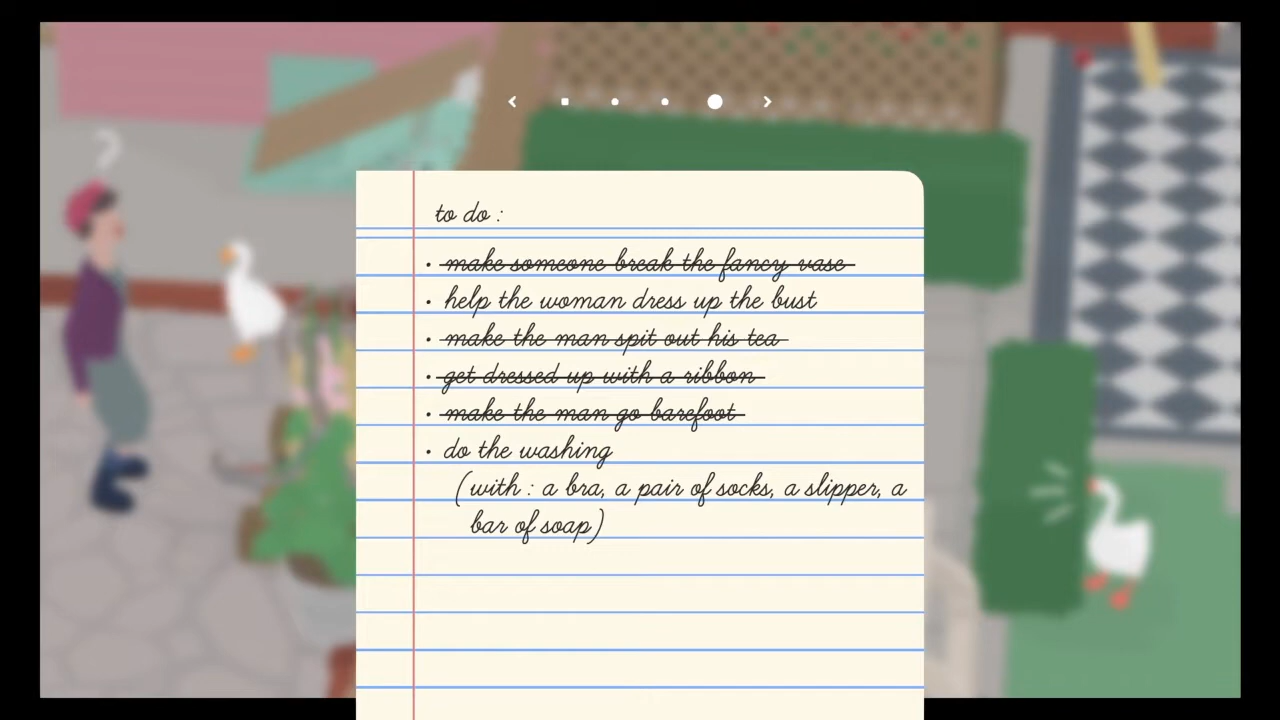 to do :
• make someone break the fancy vase
• help the woman dress up the bust
• make the man spit out his tea
• get dressed up with a ribbon
• make the man go barefoot
• do the washing
(with : a bra, a pair of socks, a slipper, a
bar of soap)